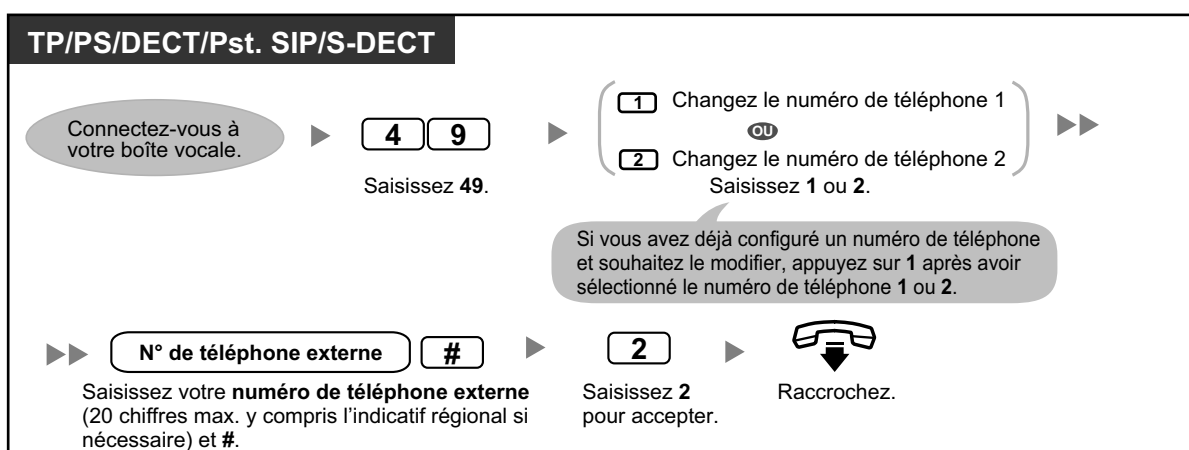 TP/PS/DECT/Pst. SIP/S-DECT
Connectez-vous à
votre boîte vocale.
4 9
Saisissez 49.
1 Changez le numéro de téléphone 1
OU
2 Changez le numéro de téléphone 2
Saisissez 1 ou 2.
Si vous avez déjà configuré un numéro de téléphone
et souhaitez le modifier, appuyez sur 1 après avoir
sélectionné le numéro de téléphone 1 ou 2.
N° de téléphone externe #
Saisissez votre numéro de téléphone externe
(20 chiffres max. y compris l’indicatif régional si
nécessaire) et #.
2
Saisissez 2
pour accepter.
Raccrochez.